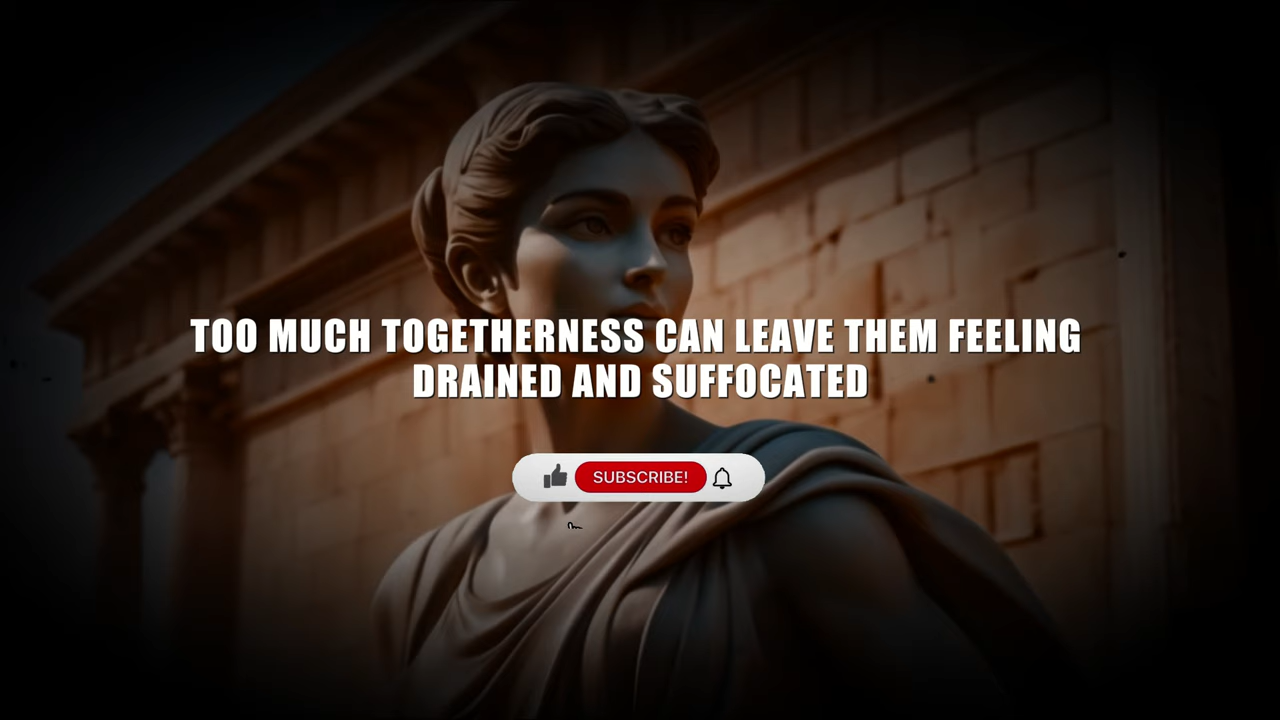 TOO MUCH TOGETHERNESS CAN LEAVE THEM FEELING
DRAINED AND SUFFOCATED
SUBSCRIBE!